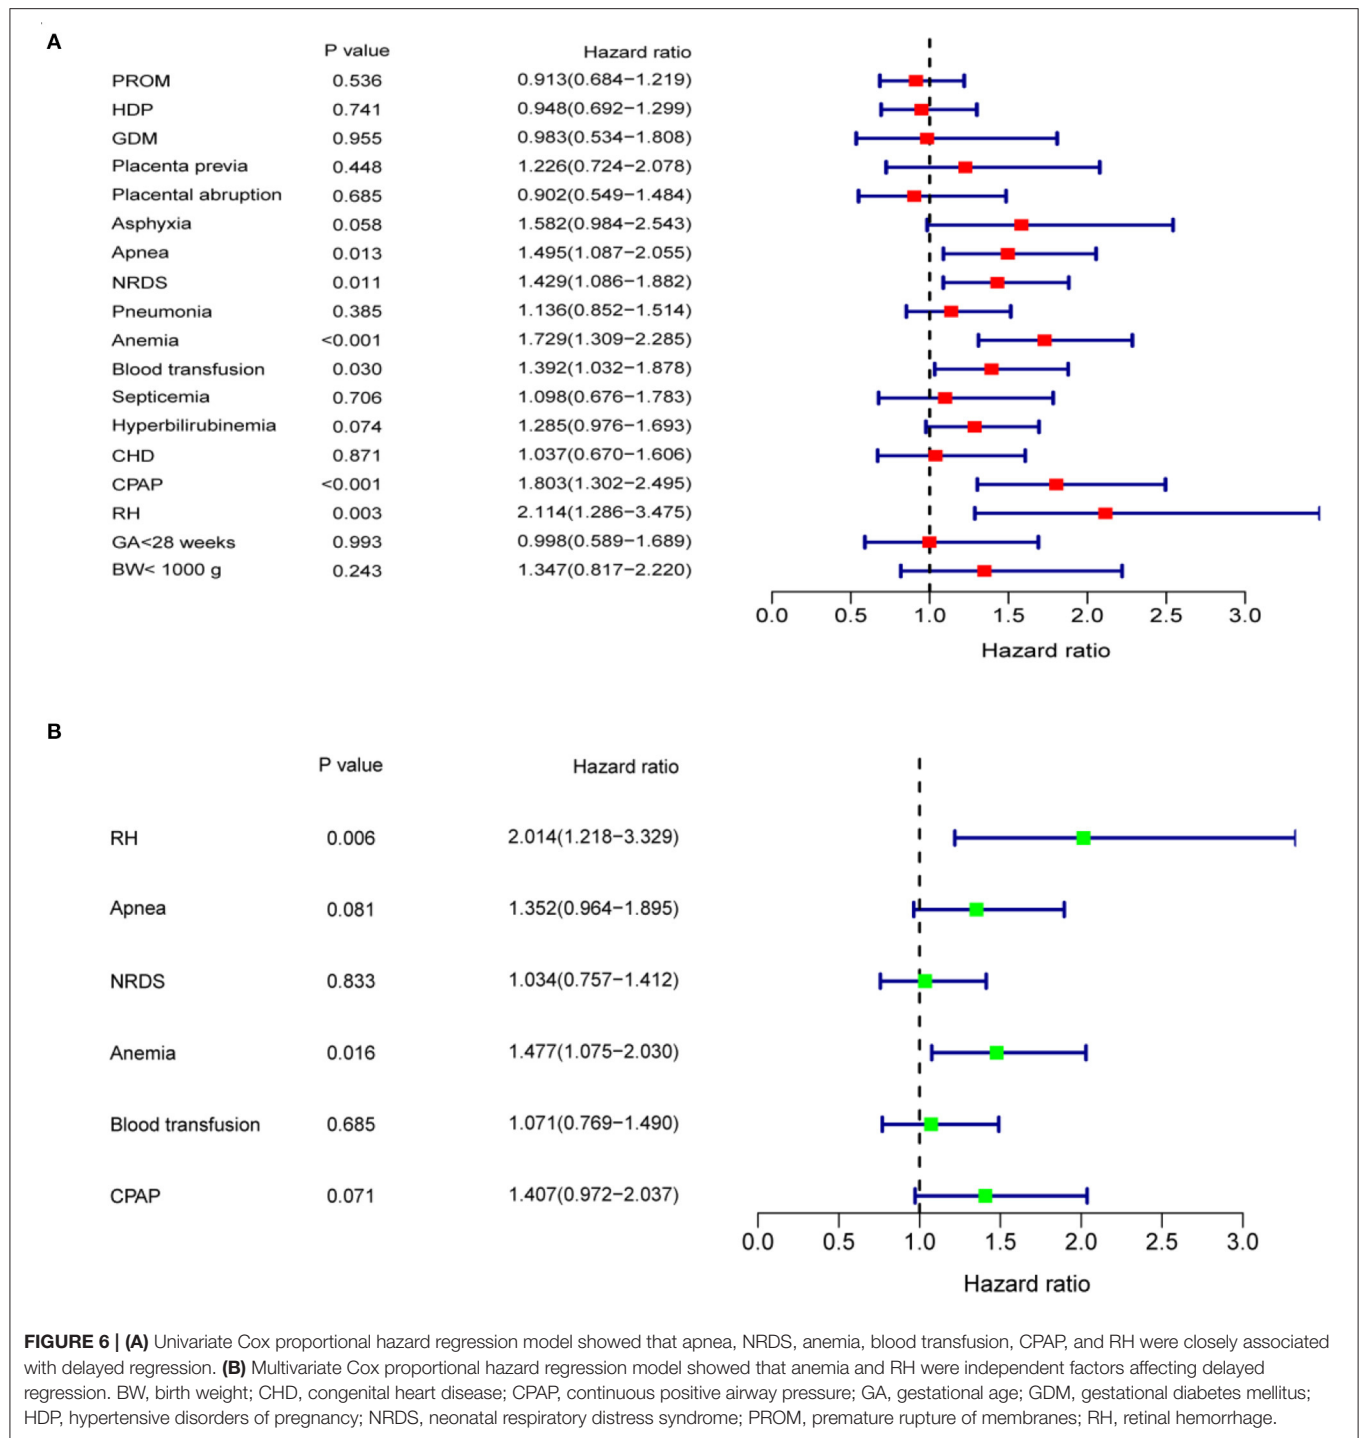 A
P value Hazard ratio
PROM 0.536 0.913(0.684−1.219)
HDP 0.741 0.948(0.692−1.299)
GDM 0.955 0.983(0.534−1.808)
Placenta previa 0.448 1.226(0.724−2.078)
Placental abruption 0.685 0.902(0.549−1.484)
Asphyxia 0.058 1.582(0.984−2.543)
Apnea 0.013 1.495(1.087−2.055)
NRDS 0.011 1.429(1.086−1.882)
Pneumonia 0.385 1.136(0.852−1.514)
Anemia <0.001 1.729(1.309−2.285)
Blood transfusion 0.030 1.392(1.032−1.878)
Septicemia 0.706 1.098(0.676−1.783)
Hyperbilirubinemia 0.074 1.285(0.976−1.693)
CHD 0.871 1.037(0.670−1.606)
CPAP <0.001 1.803(1.302−2.495)
RH 0.003 2.114(1.286−3.475)
GA<28 weeks 0.993 0.998(0.589−1.689)
BW< 1000 g 0.243 1.347(0.817−2.220)
0.0 0.5 1.0 1.5 2.0 2.5 3.0
Hazard ratio
B
P value Hazard ratio
RH 0.006 2.014(1.218−3.329)
Apnea 0.081 1.352(0.964−1.895)
NRDS 0.833 1.034(0.757−1.412)
Anemia 0.016 1.477(1.075−2.030)
Blood transfusion 0.685 1.071(0.769−1.490)
CPAP 0.071 1.407(0.972−2.037)
0.0 0.5 1.0 1.5 2.0 2.5 3.0
Hazard ratio
FIGURE 6 | (A) Univariate Cox proportional hazard regression model showed that apnea, NRDS, anemia, blood transfusion, CPAP, and RH were closely associated
with delayed regression. (B) Multivariate Cox proportional hazard regression model showed that anemia and RH were independent factors affecting delayed
regression. BW, birth weight; CHD, congenital heart disease; CPAP, continuous positive airway pressure; GA, gestational age; GDM, gestational diabetes mellitus;
HDP, hypertensive disorders of pregnancy; NRDS, neonatal respiratory distress syndrome; PROM, premature rupture of membranes; RH, retinal hemorrhage.